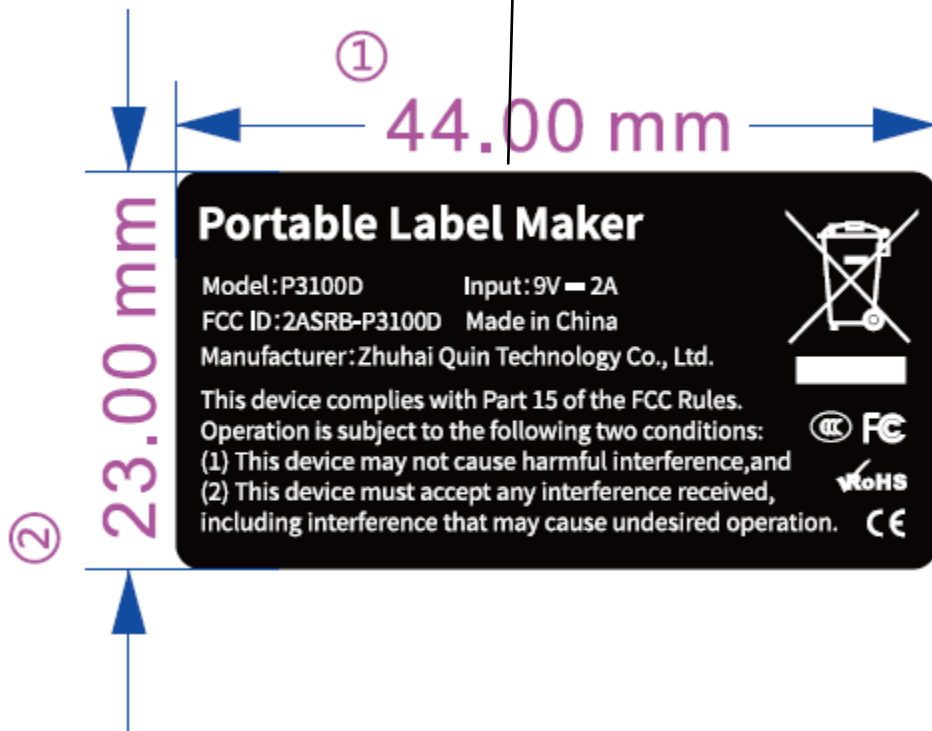 ①
44.00 mm
23.00 mm
②
Portable Label Maker
Model:P3100D Input:9V⎓2A
FCC ID:2ASRB-P3100D Made in China
Manufacturer:Zhuhai Quin Technology Co., Ltd.
This device complies with Part 15 of the FCC Rules.
Operation is subject to the following two conditions:
(1) This device may not cause harmful interference,and
(2) This device must accept any interference received,
including interference that may cause undesired operation.
CCC FC
RoHS
CE